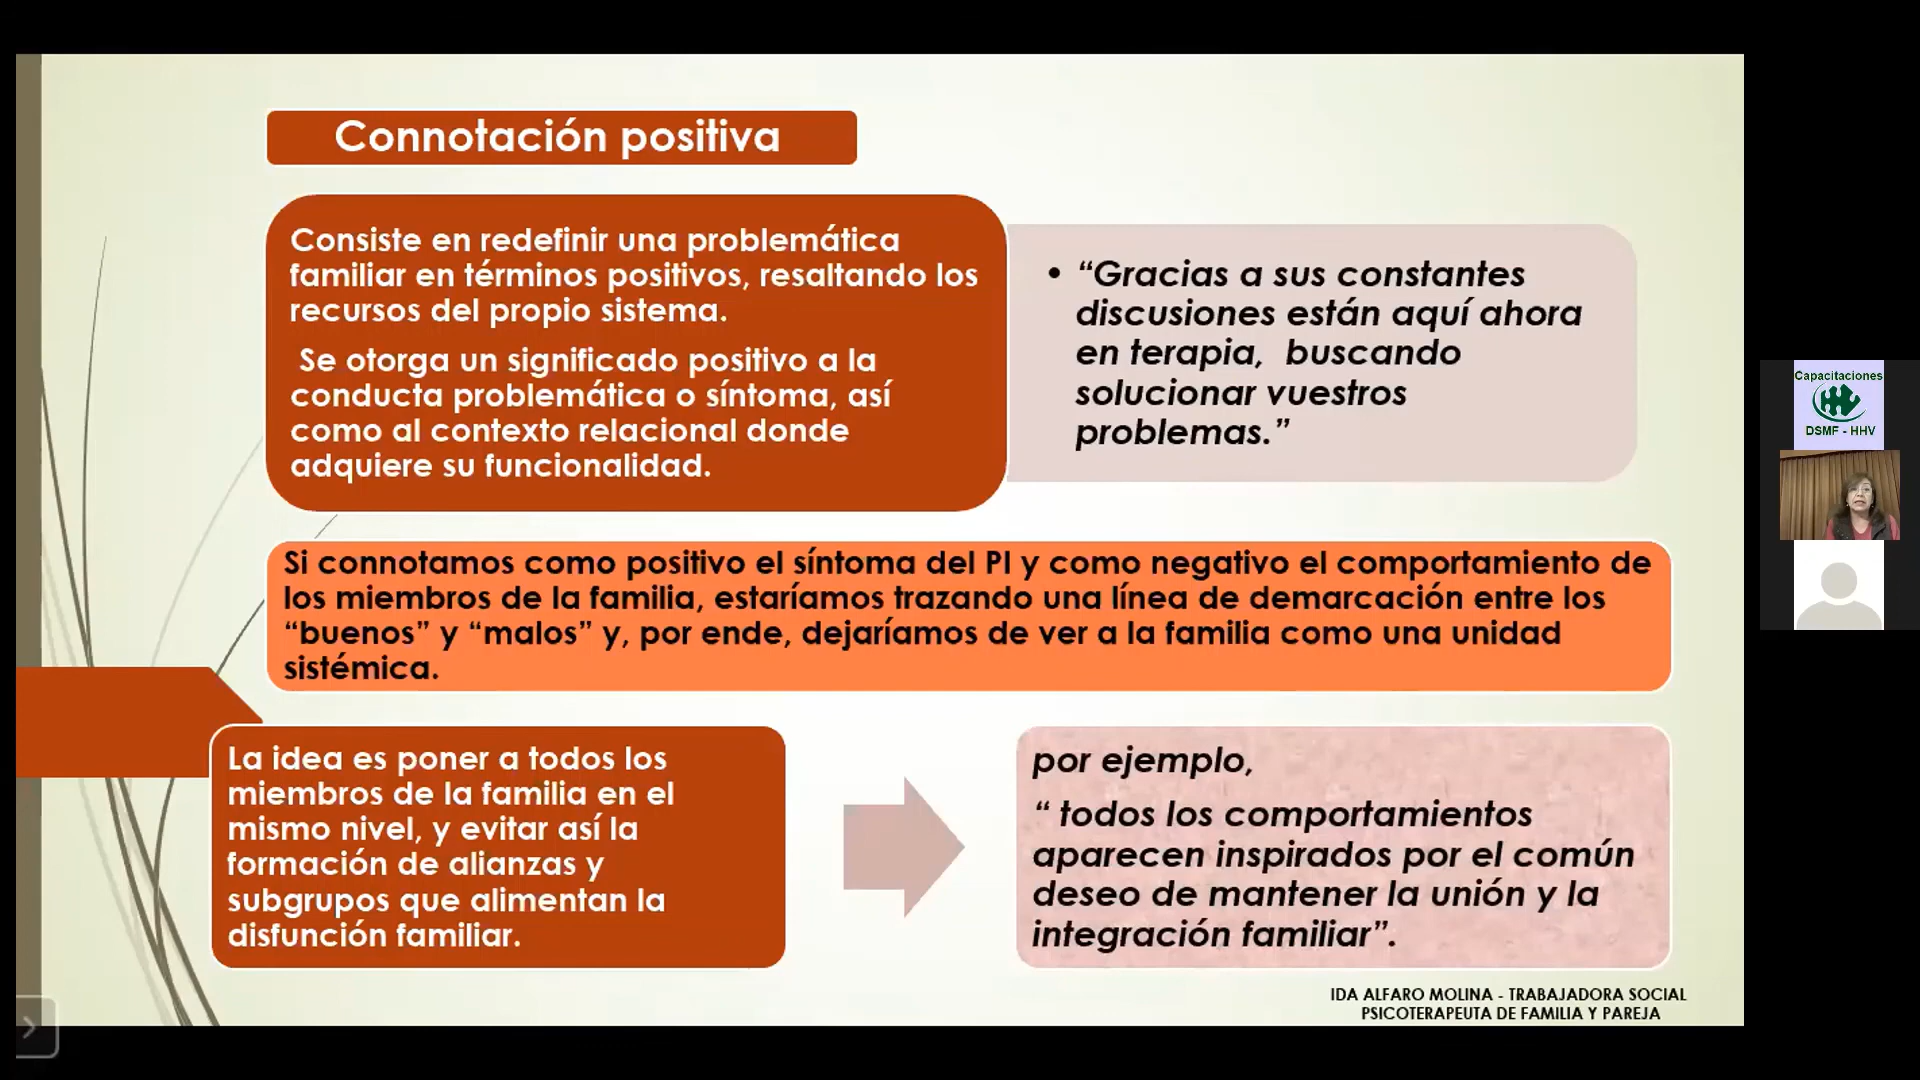 Connotación positiva
Consiste en redefinir una problemática
familiar en términos positivos, resaltando los
recursos del propio sistema.
Se otorga un significado positivo a la
conducta problemática o síntoma, así
como al contexto relacional donde
adquiere su funcionalidad.
• “Gracias a sus constantes
discusiones están aquí ahora
en terapia, buscando
solucionar vuestros
problemas.”
Si connotamos como positivo el síntoma del PI y como negativo el comportamiento de
los miembros de la familia, estaríamos trazando una línea de demarcación entre los
“buenos” y “malos” y, por ende, dejaríamos de ver a la familia como una unidad
sistémica.
La idea es poner a todos los
miembros de la familia en el
mismo nivel, y evitar así la
formación de alianzas y
subgrupos que alimentan la
disfunción familiar.
por ejemplo,
“ todos los comportamientos
aparecen inspirados por el común
deseo de mantener la unión y la
integración familiar”.
IDA ALFARO MOLINA - TRABAJADORA SOCIAL
PSICOTERAPEUTA DE FAMILIA Y PAREJA
Capacitaciones
DSMF - HHV